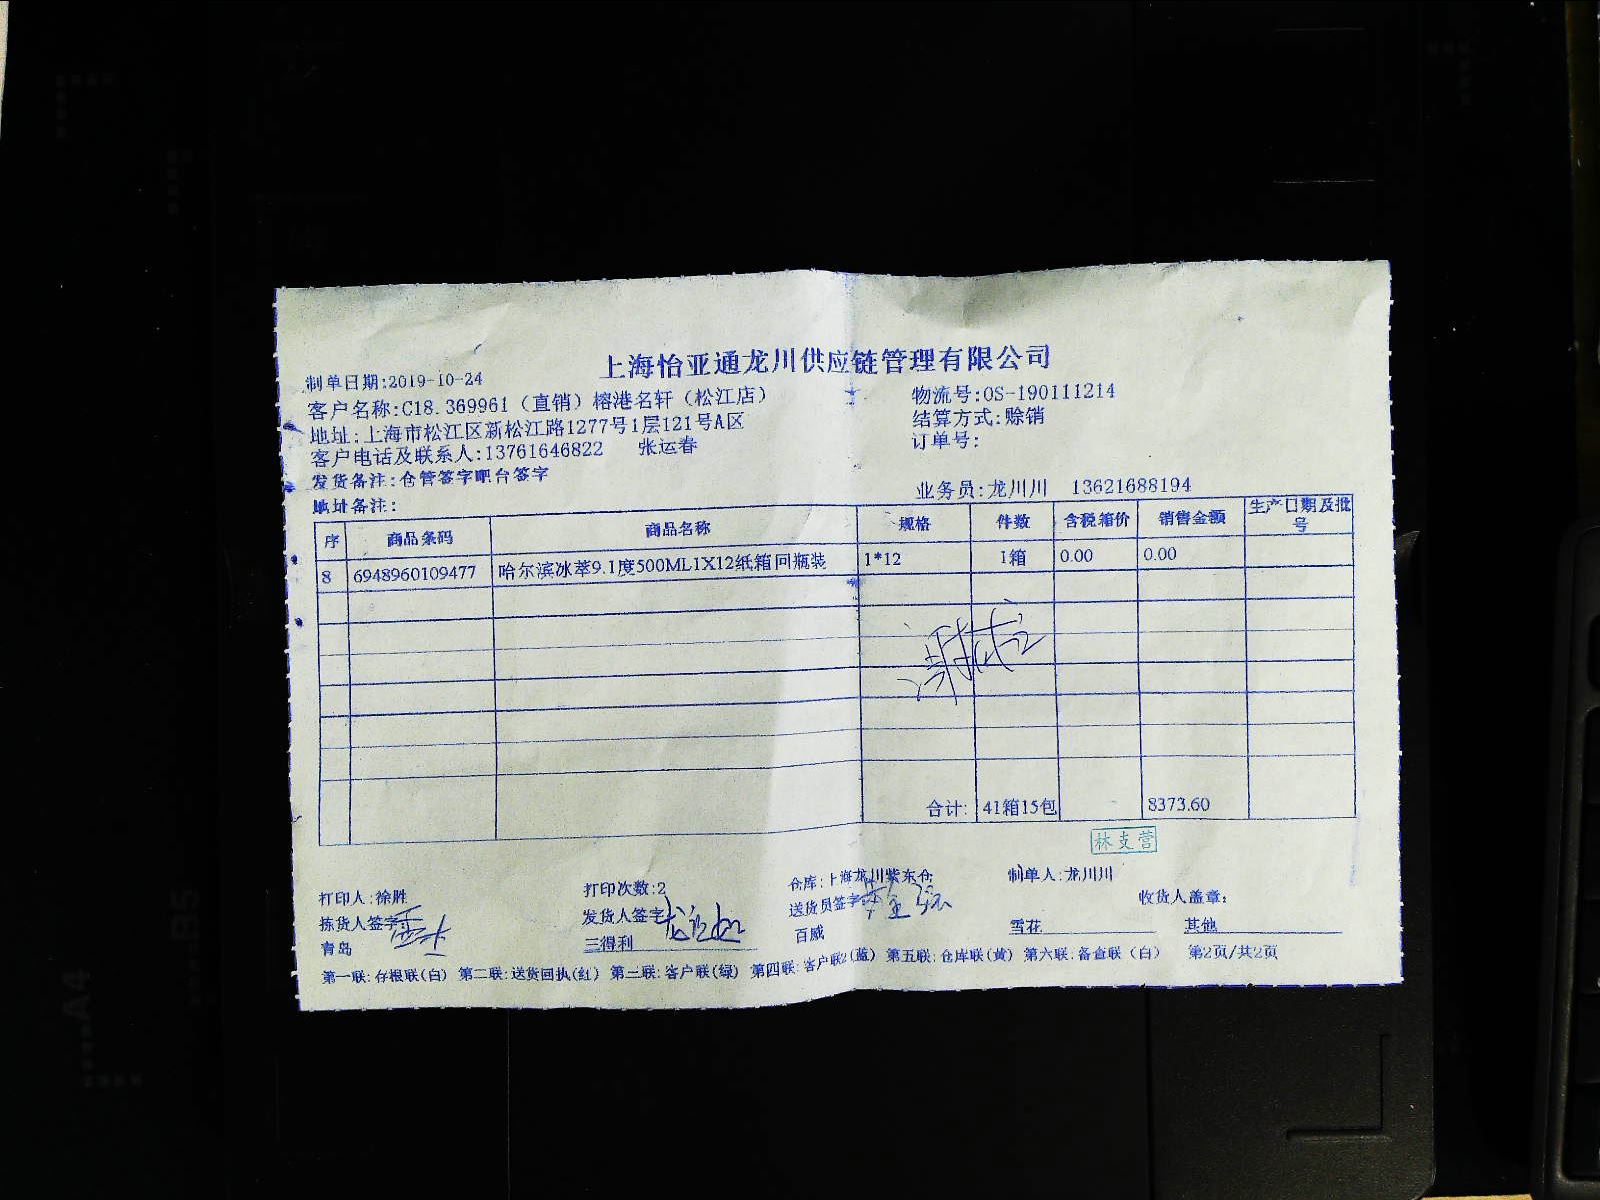 上海怡亚通龙川供应链管理有限公司
制单日期:2019-10-24
客户名称:C18.369961（直销）榕港名轩（松江店） 物流号:OS-190111214
地址:上海市松江区新松江路1277号1层121号A区 结算方式:赊销
客户电话及联系人:13761646822 张运春 订单号:
发货备注:仓管签字吧台签字
地址备注: 业务员:龙川川 13621688194
序 商品条码 商品名称 规格 件数 含税箱价 销售金额 生产日期及批号
8 6948960109477 哈尔滨冰萃9.1度500ML1X12纸箱回瓶装 1*12 1箱 0.00 0.00
合计: 41箱15包 8373.60
林支营
打印人:徐胜 打印次数:2 仓库:上海龙川紫东仓 制单人:龙川川
拣货人签字 发货人签字 送货员签字 收货人盖章:
青岛 三得利 百威 雪花 其他
第一联:存根联(白) 第二联:送货回执(红) 第三联:客户联(绿) 第四联:客户联2(蓝) 第五联:仓库联(黄) 第六联:备查联（白） 第2页/共2页